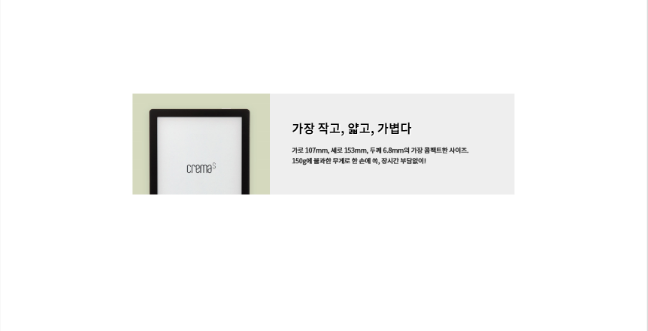 crema S
가장 작고, 얇고, 가볍다
가로 107mm, 세로 153mm, 두께 6.8mm의 가장 콤팩트한 사이즈.
150g에 불과한 무게로 한 손에 쏙, 장시간 부담없이!